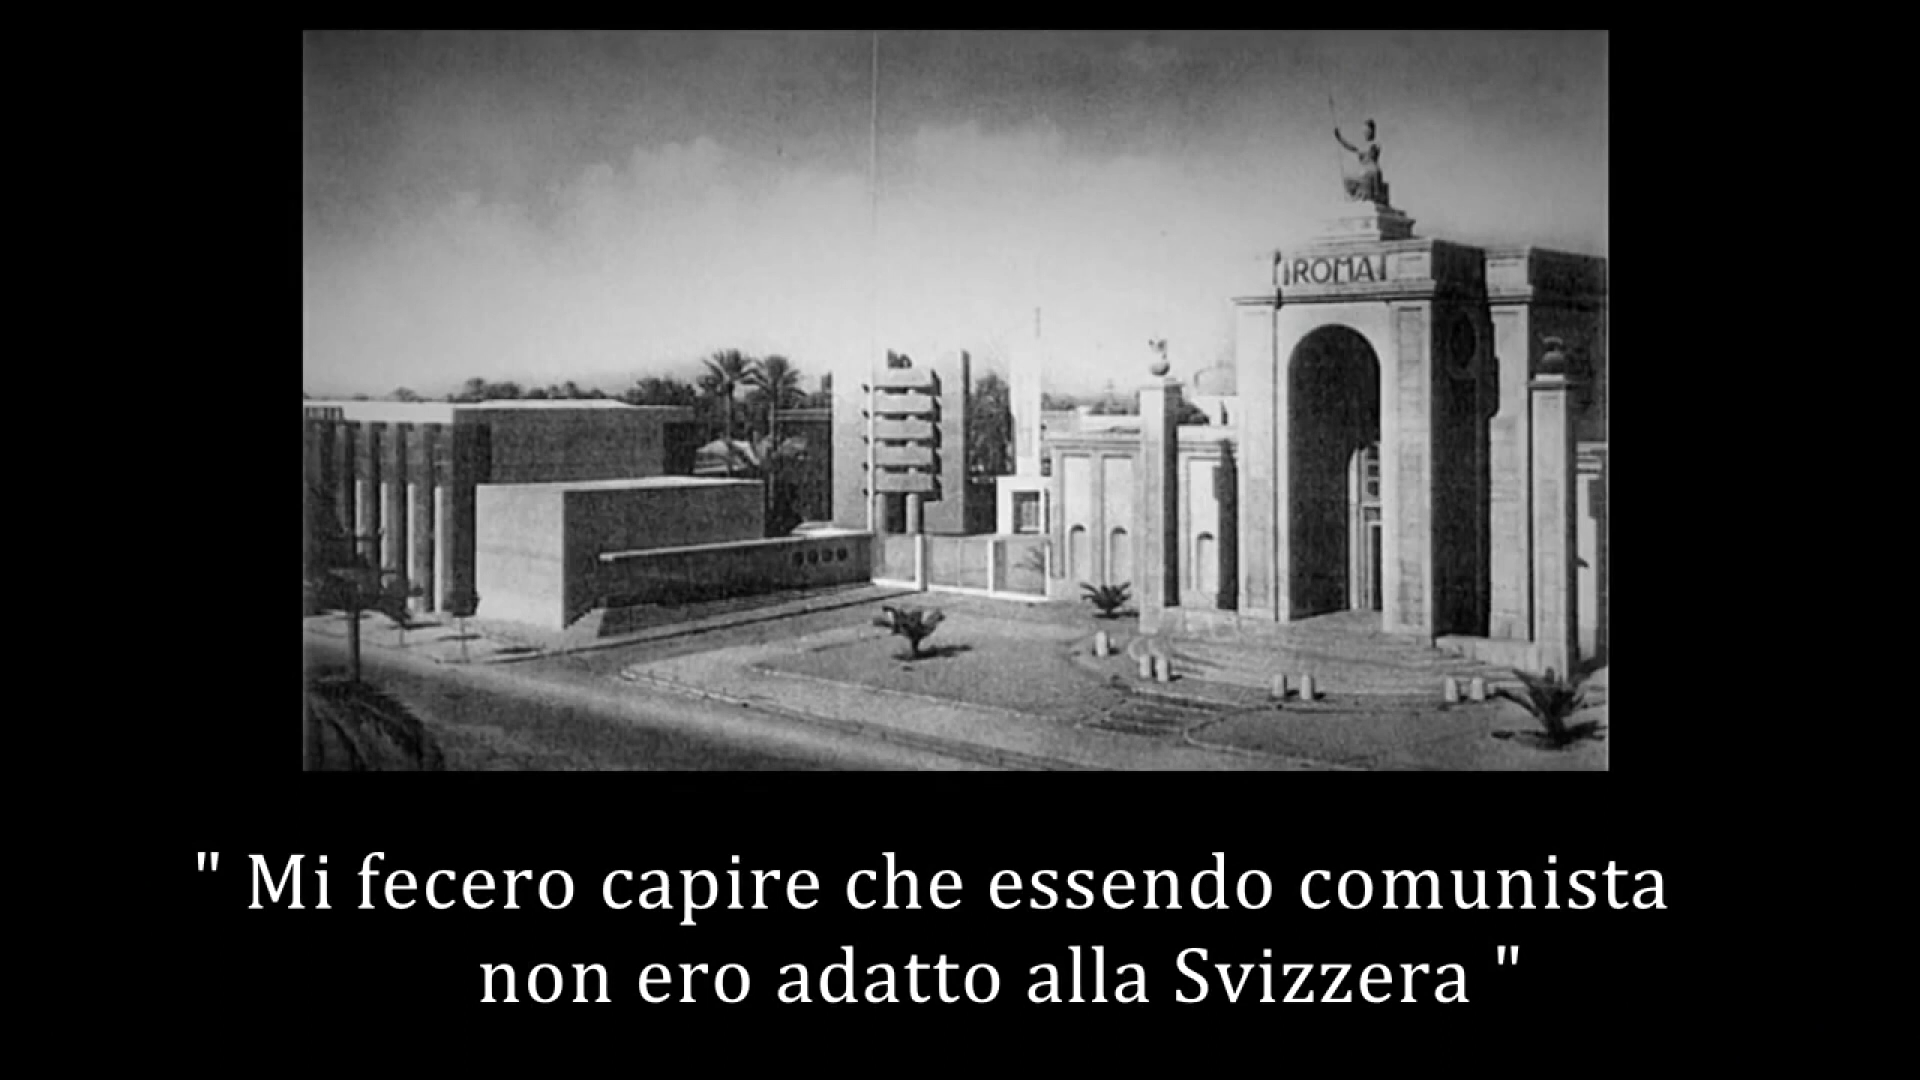 ROMA
" Mi fecero capire che essendo comunista
non ero adatto alla Svizzera "